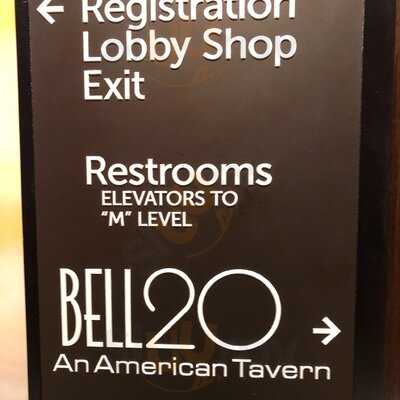 ← Registration
Lobby Shop
Exit
Restrooms
ELEVATORS TO
"M" LEVEL
BELL20 →
An American Tavern